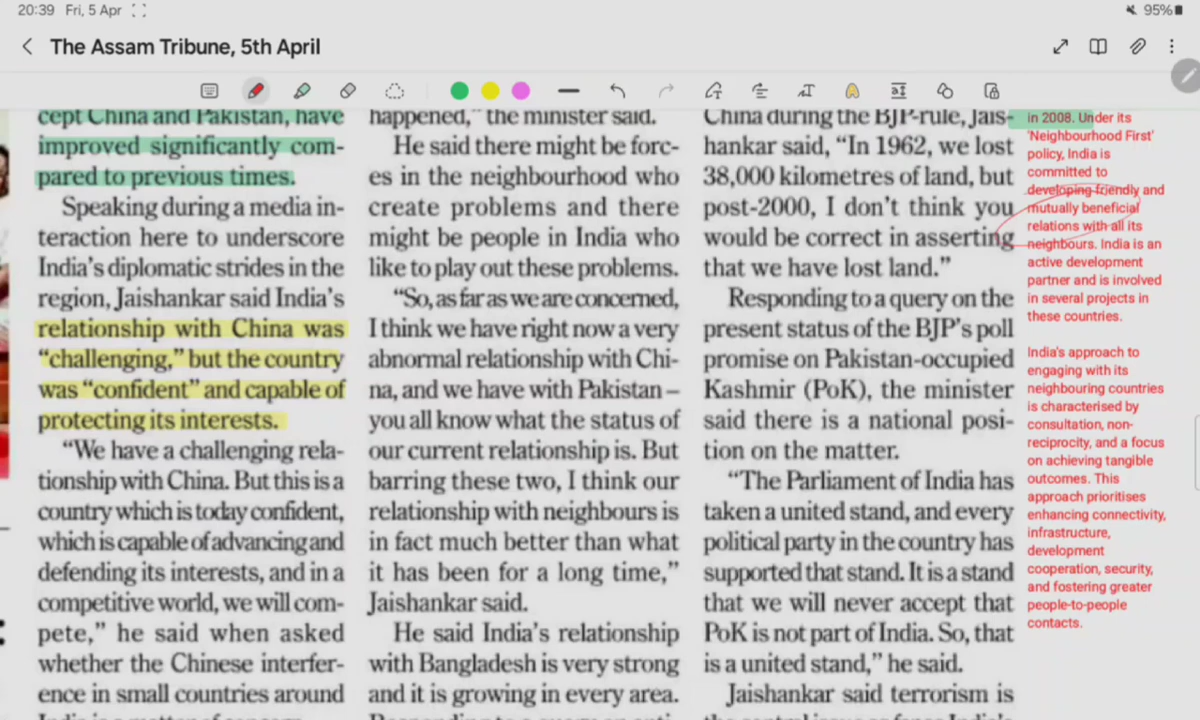 20:39 Fri, 5 Apr
95%
The Assam Tribune, 5th April
cept China and Pakistan, have
improved significantly com-
pared to previous times.
Speaking during a media in-
teraction here to underscore
India's diplomatic strides in the
region, Jaishankar said India's
relationship with China was
“challenging,” but the country
was “confident” and capable of
protecting its interests.
“We have a challenging rela-
tionship with China. But this is a
country which is today confident,
which is capable of advancing and
defending its interests, and in a
competitive world, we will com-
pete,” he said when asked
whether the Chinese interfer-
ence in small countries around
happened,” the minister said.
He said there might be forc-
es in the neighbourhood who
create problems and there
might be people in India who
like to play out these problems.
“So, as far as we are concerned,
I think we have right now a very
abnormal relationship with Chi-
na, and we have with Pakistan –
you all know what the status of
our current relationship is. But
barring these two, I think our
relationship with neighbours is
in fact much better than what
it has been for a long time,”
Jaishankar said.
He said India's relationship
with Bangladesh is very strong
and it is growing in every area.
China during the BJP-rule, Jais-
hankar said, “In 1962, we lost
38,000 kilometres of land, but
post-2000, I don't think you
would be correct in asserting
that we have lost land.”
Responding to a query on the
present status of the BJP's poll
promise on Pakistan-occupied
Kashmir (PoK), the minister
said there is a national posi-
tion on the matter.
“The Parliament of India has
taken a united stand, and every
political party in the country has
supported that stand. It is a stand
that we will never accept that
PoK is not part of India. So, that
is a united stand,” he said.
Jaishankar said terrorism is
in 2008. Under its
'Neighbourhood First'
policy, India is
committed to
developing friendly and
mutually beneficial
relations with all its
neighbours. India is an
active development
partner and is involved
in several projects in
these countries.
India's approach to
engaging with its
neighbouring countries
is characterised by
consultation, non-
reciprocity, and a focus
on achieving tangible
outcomes. This
approach prioritises
enhancing connectivity,
infrastructure,
development
cooperation, security,
and fostering greater
people-to-people
contacts.